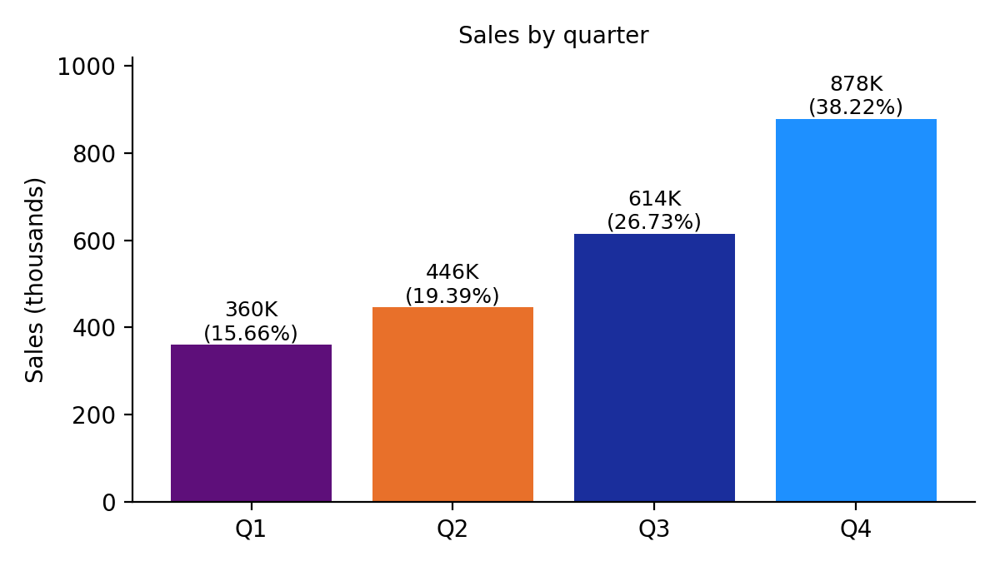 Sales by quarter
Sales (thousands)
1000
800
600
400
200
0
360K
(15.66%)
446K
(19.39%)
614K
(26.73%)
878K
(38.22%)
Q1
Q2
Q3
Q4